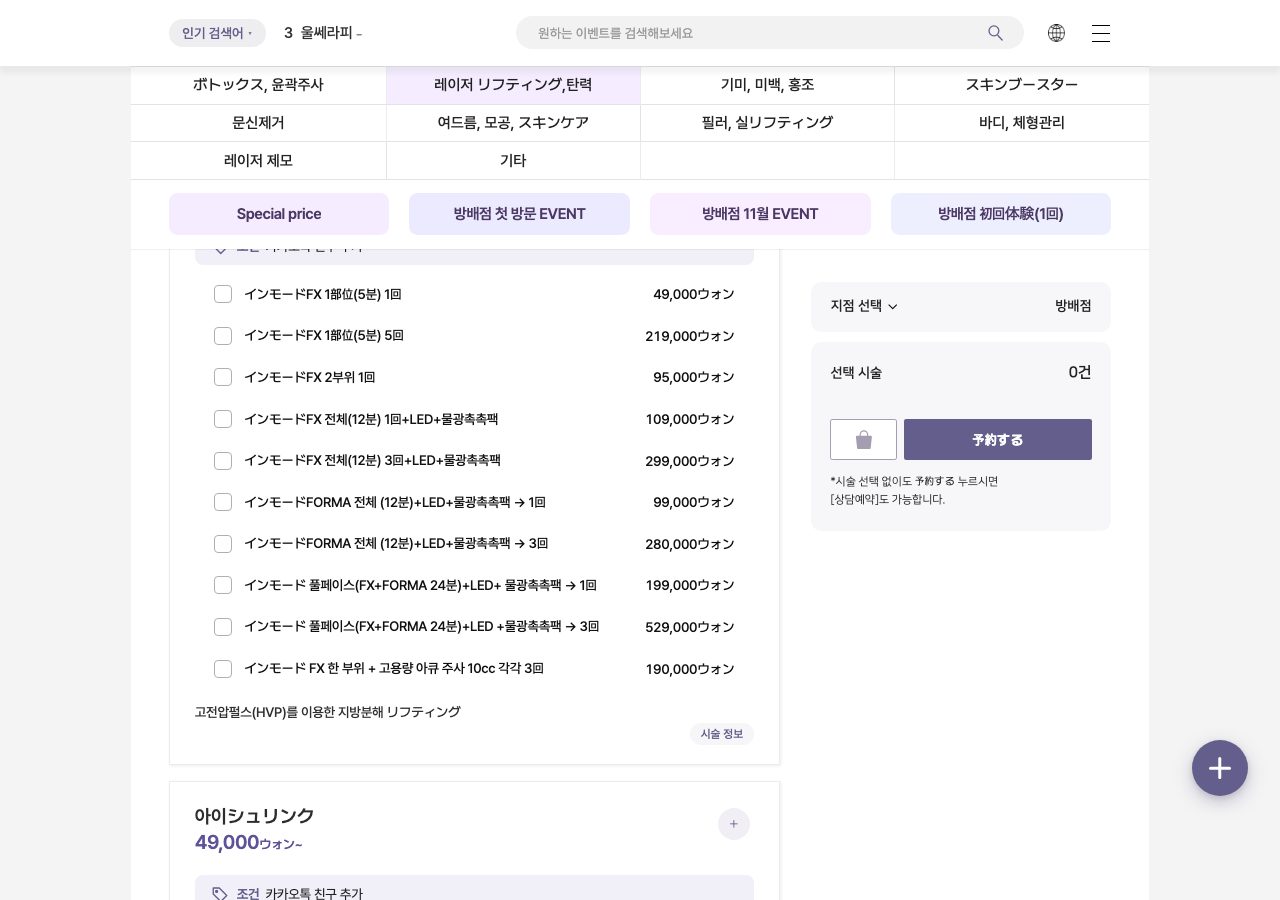 인기 검색어
3 울쎄라피 -
원하는 이벤트를 검색해보세요
ボトックス, 윤곽주사
레이저 リフティング,탄력
기미, 미백, 홍조
スキンブースター
문신제거
여드름, 모공, スキンケア
필러, 실リフティング
바디, 체형관리
레이저 제모
기타
Special price
방배점 첫 방문 EVENT
방배점 11월 EVENT
방배점 初回体験(1회)
インモードFX 1部位(5분) 1회
49,000ウォン
インモードFX 1部位(5분) 5회
219,000ウォン
インモードFX 2부위 1회
95,000ウォン
インモードFX 전체(12분) 1회+LED+물광촉촉팩
109,000ウォン
インモードFX 전체(12분) 3회+LED+물광촉촉팩
299,000ウォン
インモードFORMA 전체 (12분)+LED+물광촉촉팩 → 1회
99,000ウォン
インモードFORMA 전체 (12분)+LED+물광촉촉팩 → 3회
280,000ウォン
インモード 풀페이스(FX+FORMA 24분)+LED+ 물광촉촉팩 → 1회
199,000ウォン
インモード 풀페이스(FX+FORMA 24분)+LED +물광촉촉팩 → 3회
529,000ウォン
インモード FX 한 부위 + 고용량 아큐 주사 10cc 각각 3회
190,000ウォン
고전압펄스(HVP)를 이용한 지방분해 リフティング
시술 정보
아이シュリンク
49,000ウォン~
조건 카카오톡 친구 추가
지점 선택
방배점
선택 시술
0건
予約する
*시술 선택 없이도 予約する 누르시면
[상담예약]도 가능합니다.